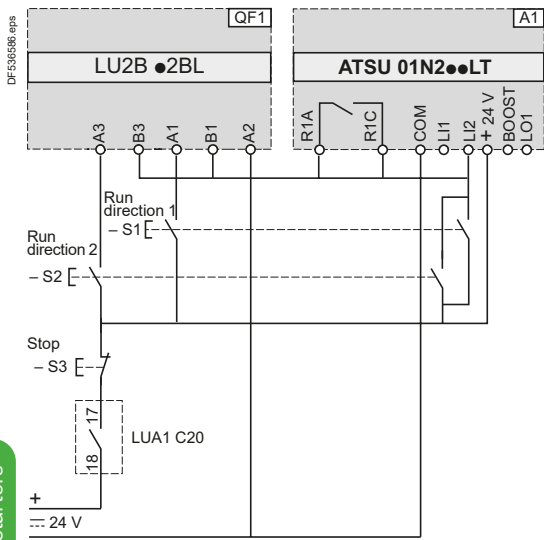 DF536586.eps
QF1
A1
LU2B ●2BL
ATSU 01N2●●LT
A3
B3
A1
B1
A2
R1A
R1C
COM
LI1
LI2
+ 24 V
BOOST
LO1
Run
direction 1
– S1
Run
direction 2
– S2
Stop
– S3
17
18
LUA1 C20
+
24 V